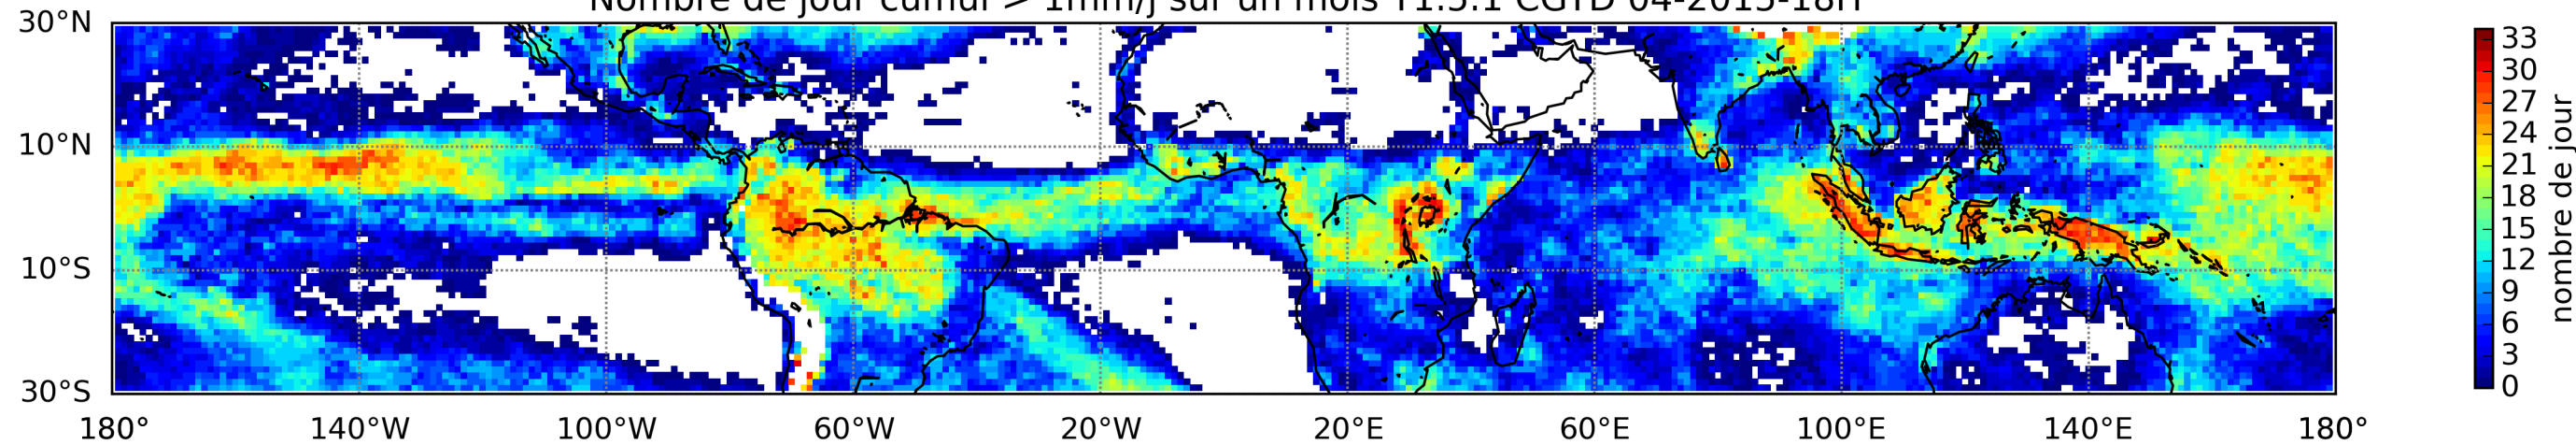 Nombre de jour cumul > 1mm/j sur un mois T1.5.1 CGTD 04-2015-18H
30°N
10°N
10°S
30°S
180° 140°W 100°W 60°W 20°W 20°E 60°E 100°E 140°E 180°
33
30
27
24
21
18
15
12
9
6
3
0
nombre de jour